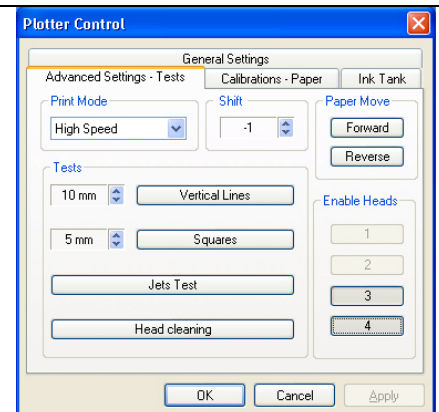 Plotter Control
General Settings
Advanced Settings - Tests
Calibrations - Paper
Ink Tank
Print Mode
High Speed
Shift
-1
Paper Move
Forward
Reverse
Tests
10 mm
Vertical Lines
5 mm
Squares
Jets Test
Head cleaning
Enable Heads
1
2
3
4
OK
Cancel
Apply